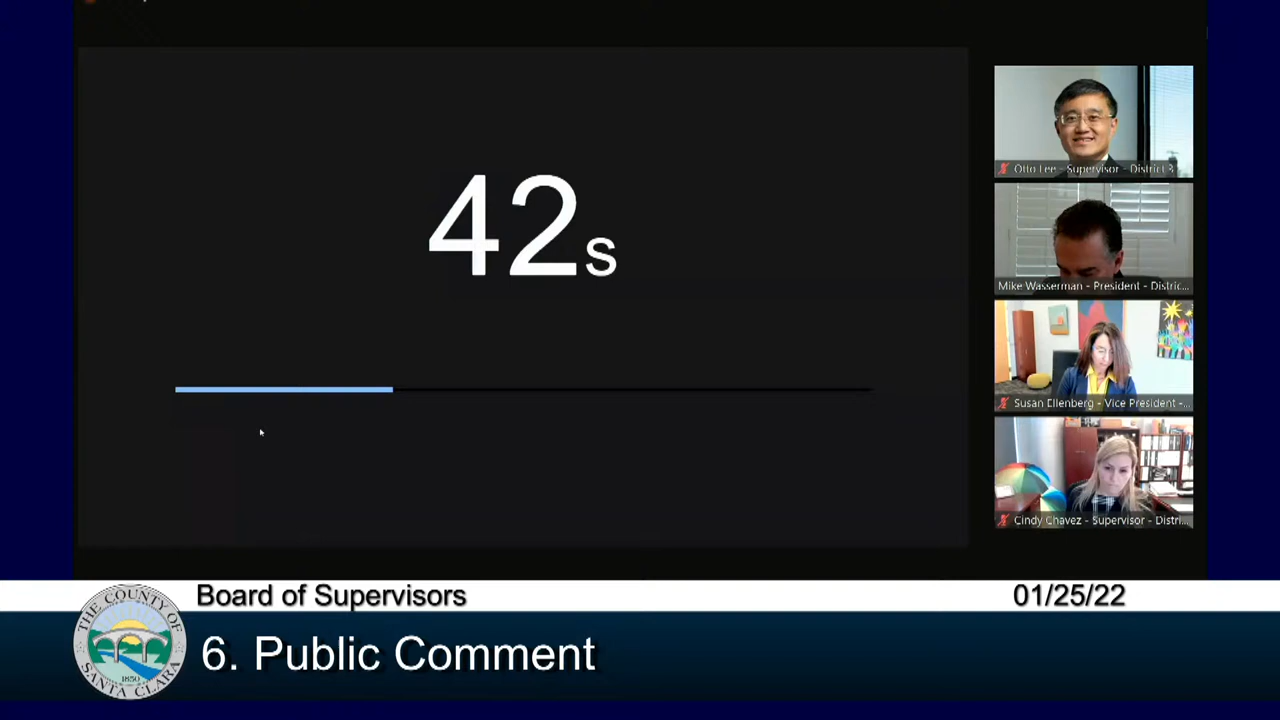 42s
Otto Lee - Supervisor - District 3
Mike Wasserman - President - Distric...
Susan Ellenberg - Vice President -...
Cindy Chavez - Supervisor - Distri...
Board of Supervisors
01/25/22
6. Public Comment
THE COUNTY OF
SANTA CLARA
1850